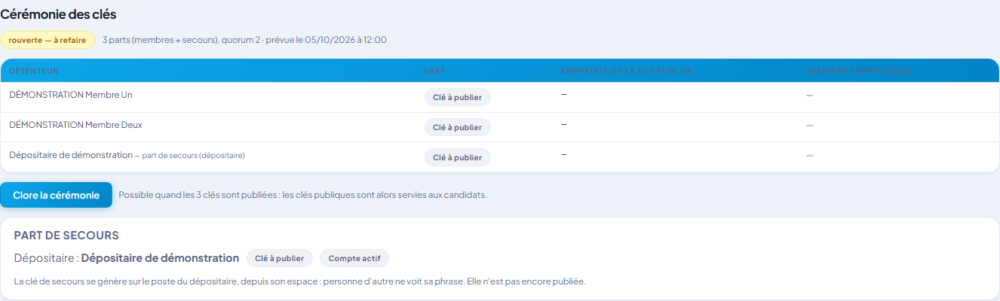 Cérémonie des clés
rouverte — à refaire 3 parts (membres + secours), quorum 2 · prévue le 05/10/2026 à 12:00
DÉTENTEUR PART EMPREINTE DE LA CLÉ PUBLIÉE DERNIÈRE VÉRIFICATION
DÉMONSTRATION Membre Un Clé à publier — —
DÉMONSTRATION Membre Deux Clé à publier — —
Dépositaire de démonstration — part de secours (dépositaire) Clé à publier — —
Clore la cérémonie Possible quand les 3 clés sont publiées : les clés publiques sont alors servies aux candidats.
PART DE SECOURS
Dépositaire : Dépositaire de démonstration Clé à publier Compte actif
La clé de secours se génère sur le poste du dépositaire, depuis son espace : personne d'autre ne voit sa phrase. Elle n'est pas encore publiée.